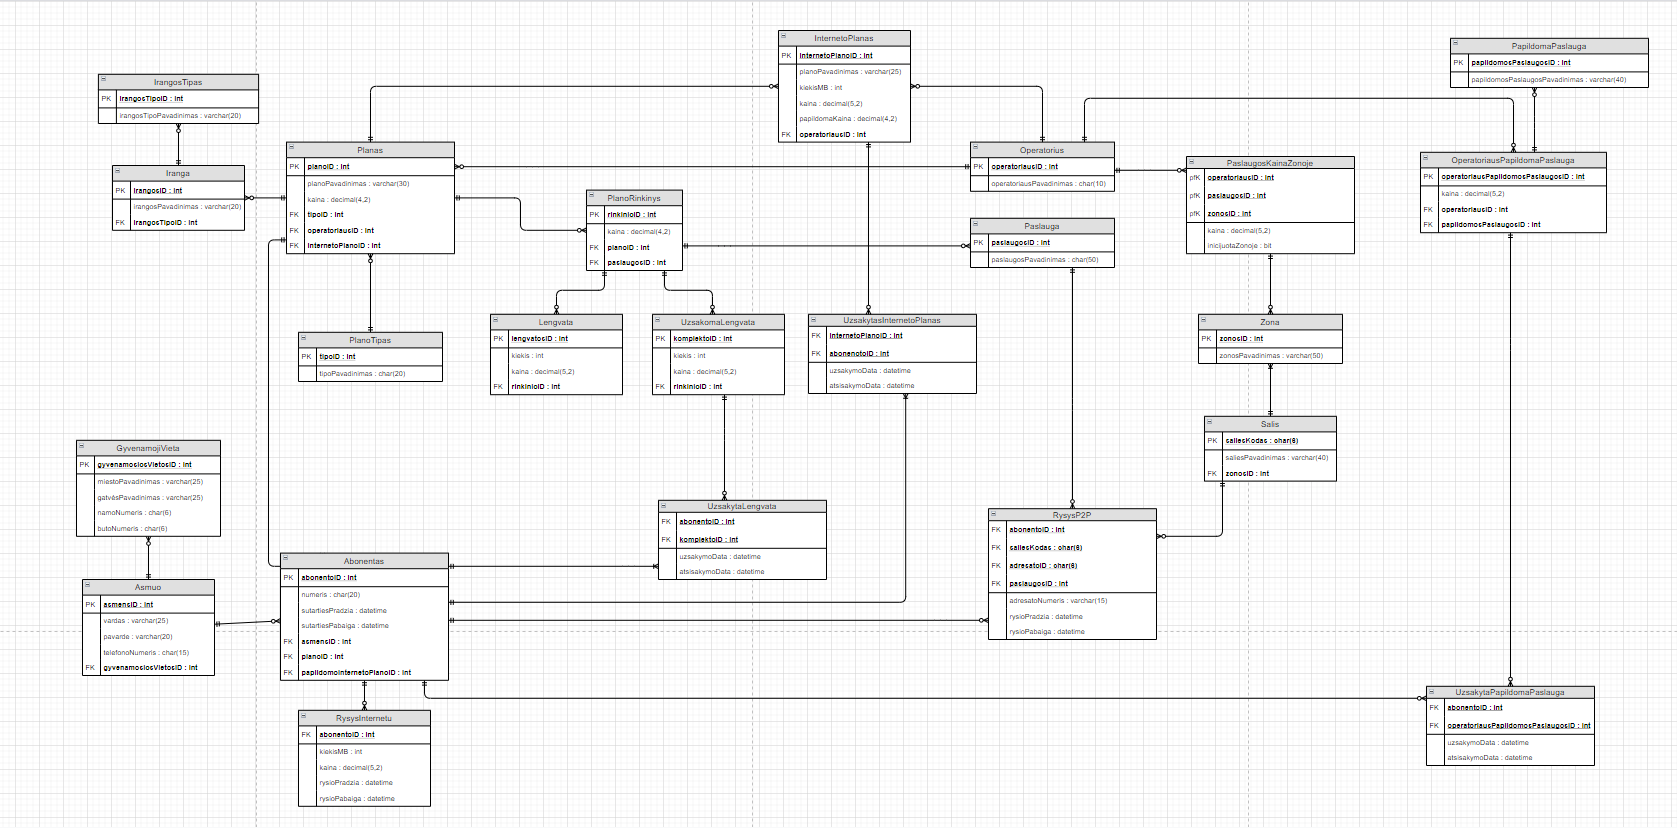 InternetoPlanas
PK internetoPlanoID : int
planoPavadinimas : varchar(25)
kiekisMB : int
kaina : decimal(5,2)
papildomaKaina : decimal(4,2)
FK operatoriausID : int
PapildomaPaslauga
PK papildomosPaslaugosID : int
papildomosPaslaugosPavadinimas : varchar(40)
IrangosTipas
PK irangosTipoID : int
irangosTipoPavadinimas : varchar(20)
Iranga
PK irangosID : int
irangosPavadinimas : varchar(20)
FK irangosTipoID : int
Planas
PK planoID : int
planoPavadinimas : varchar(30)
kaina : decimal(4,2)
FK tipoID : int
FK operatoriausID : int
FK internetoPlanoID : int
Operatorius
PK operatoriausID : int
operatoriausPavadinimas : char(10)
PaslaugosKainaZonoje
pfK operatoriausID : int
pfK paslaugosID : int
pfK zonosID : int
kaina : decimal(5,2)
inicijuotaZonoje : bit
OperatoriausPapildomaPaslauga
PK operatoriausPapildomosPaslaugosID : int
kaina : decimal(5,2)
FK operatoriausID : int
FK papildomosPaslaugosID : int
PlanoRinkinys
PK rinkinioID : int
kaina : decimal(4,2)
FK planoID : int
FK paslaugosID : int
Paslauga
PK paslaugosID : int
paslaugosPavadinimas : char(50)
PlanoTipas
PK tipoID : int
tipoPavadinimas : char(20)
Lengvata
PK lengvatosID : int
kiekis : int
kaina : decimal(5,2)
FK rinkinioID : int
UzsakomaLengvata
PK komplektoID : int
kiekis : int
kaina : decimal(5,2)
FK rinkinioID : int
UzsakytasInternetoPlanas
FK internetoPlanoID : int
FK abonenotoID : int
uzsakymoData : datetime
atsisakymoData : datetime
Zona
PK zonosID : int
zonosPavadinimas : varchar(50)
Salis
PK saliesKodas : char(6)
saliesPavadinimas : varchar(40)
FK zonosID : int
GyvenamojiVieta
PK gyvenamosiosVietosID : int
miestoPavadinimas : varchar(25)
gatvėsPavadinimas : varchar(25)
namoNumeris : char(6)
butoNumeris : char(6)
UzsakytaLengvata
FK abonentoID : int
FK komplektoID : int
uzsakymoData : datetime
atsisakymoData : datetime
RysysP2P
FK abonentoID : int
FK saliesKodas : char(6)
FK adresatoID : char(6)
FK paslaugosID : int
adresatoNumeris : varchar(15)
rysioPradzia : datetime
rysioPabaiga : datetime
Asmuo
PK asmensID : int
vardas : varchar(25)
pavarde : varchar(20)
telefonoNumeris : char(15)
FK gyvenamosiosVietosID : int
Abonentas
PK abonentoID : int
numeris : char(20)
sutartiesPradzia : datetime
sutartiesPabaiga : datetime
FK asmensID : int
FK planoID : int
FK papildomoInternetoPlanoID : int
RysysInternetu
FK abonentoID : int
kiekisMB : int
kaina : decimal(5,2)
rysioPradzia : datetime
rysioPabaiga : datetime
UzsakytaPapildomaPaslauga
FK abonentoID : int
FK operatoriausPapildomosPaslaugosID : int
uzsakymoData : datetime
atsisakymoData : datetime